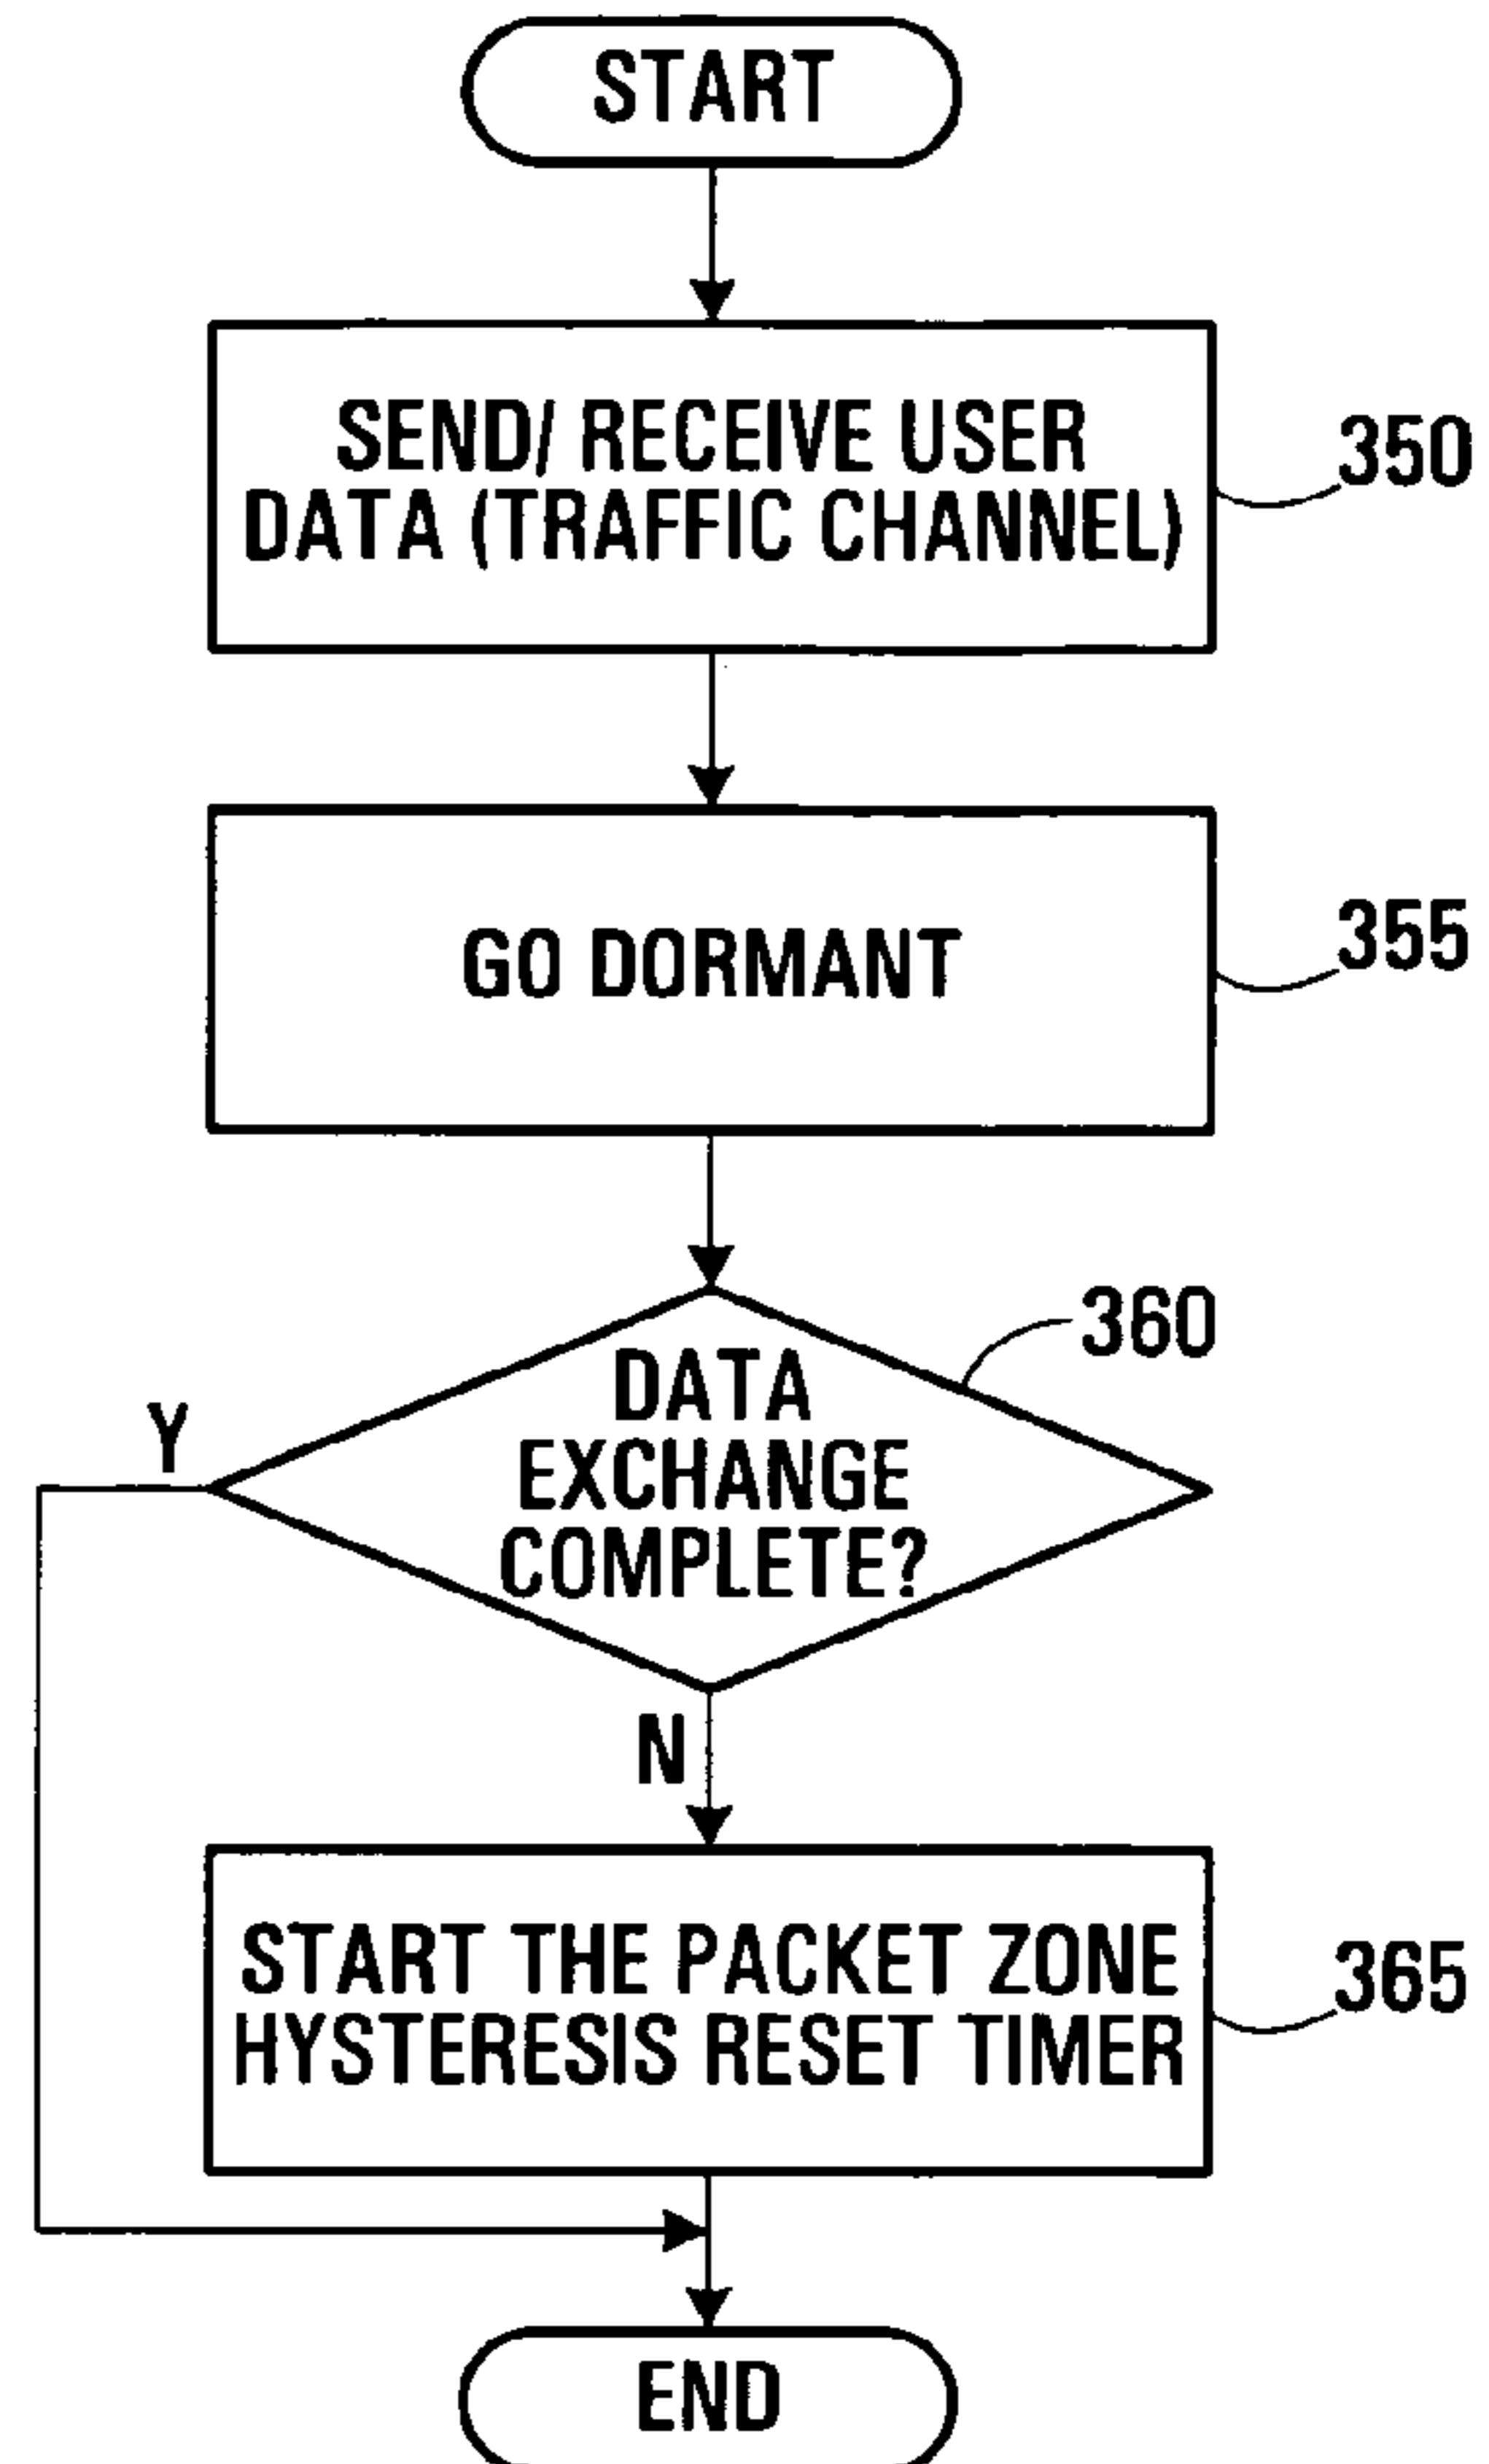 START
SEND/ RECEIVE USER
DATA (TRAFFIC CHANNEL)
350
GO DORMANT
355
360
DATA
EXCHANGE
COMPLETE?
Y
N
START THE PACKET ZONE
HYSTERESIS RESET TIMER
365
END